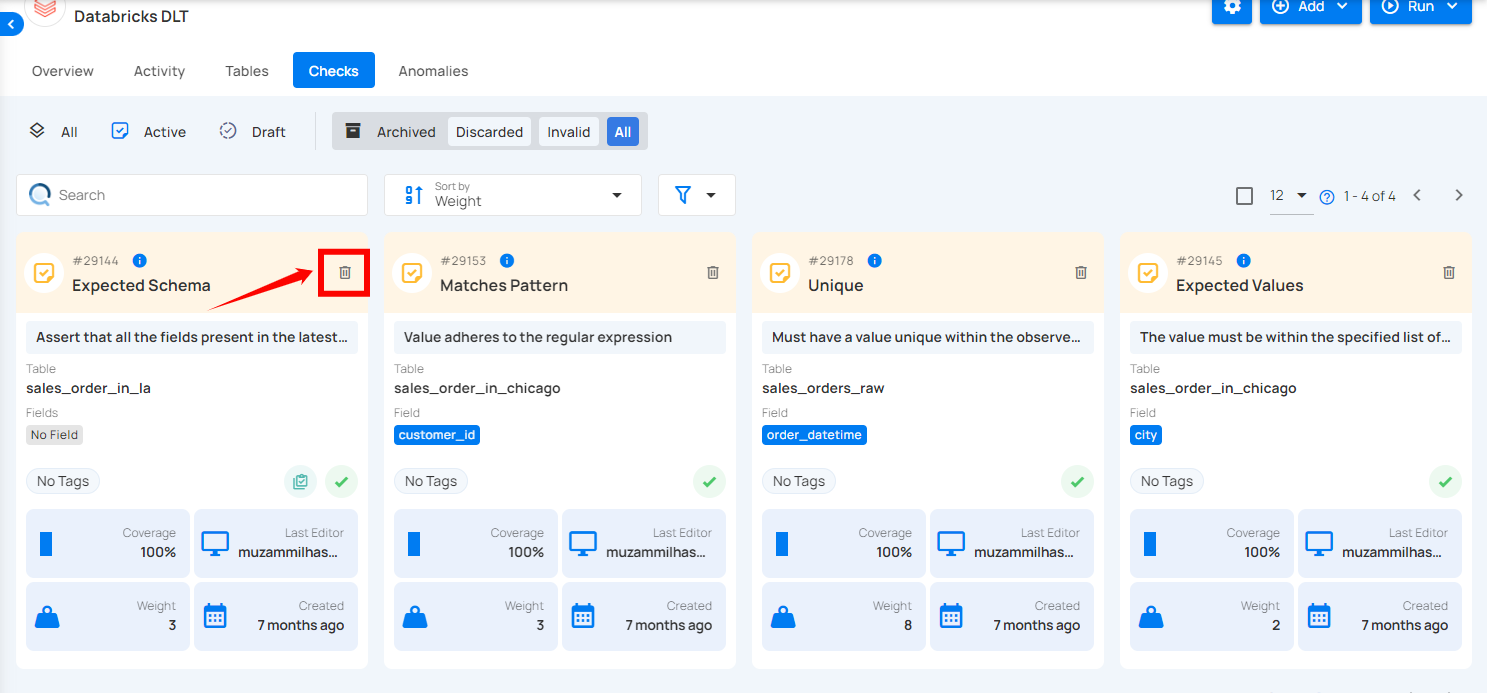 Databricks DLT
Add
Run
Overview
Activity
Tables
Checks
Anomalies
All
Active
Draft
Archived
Discarded
Invalid
All
Search
Sort by
Weight
12
1 - 4 of 4
#29144
Expected Schema
Assert that all the fields present in the latest...
Table
sales_order_in_la
Fields
No Field
No Tags
Coverage
100%
Last Editor
muzammilhas...
Weight
3
Created
7 months ago
#29153
Matches Pattern
Value adheres to the regular expression
Table
sales_order_in_chicago
Field
customer_id
No Tags
Coverage
100%
Last Editor
muzammilhas...
Weight
3
Created
7 months ago
#29178
Unique
Must have a value unique within the observe...
Table
sales_orders_raw
Field
order_datetime
No Tags
Coverage
100%
Last Editor
muzammilhas...
Weight
8
Created
7 months ago
#29145
Expected Values
The value must be within the specified list of...
Table
sales_order_in_chicago
Field
city
No Tags
Coverage
100%
Last Editor
muzammilhas...
Weight
2
Created
7 months ago